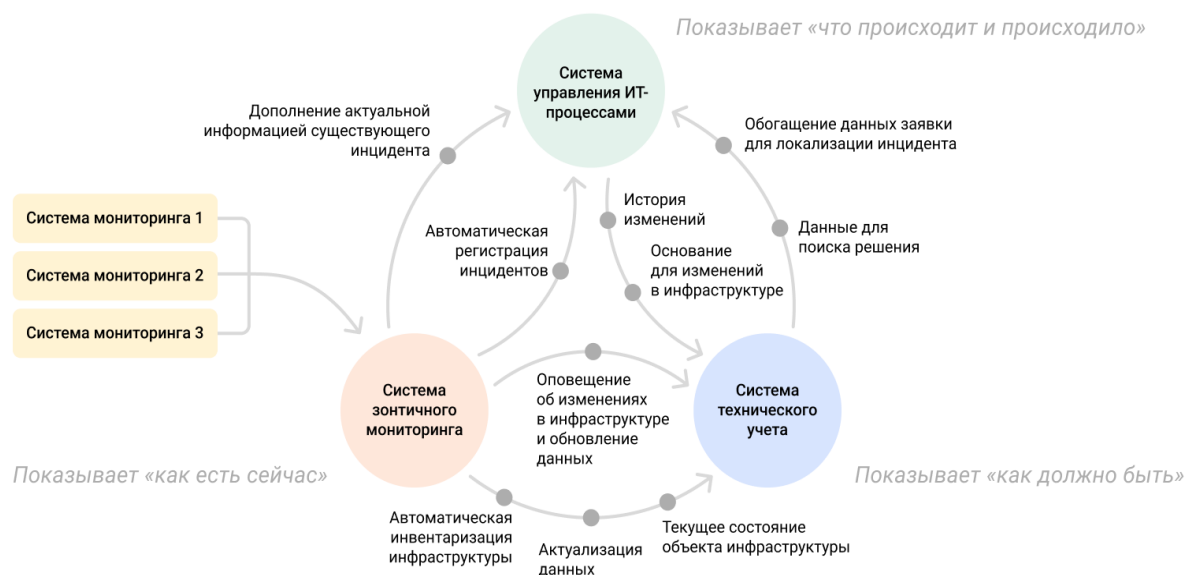 Показывает «что происходит и происходило»
Система
управления ИТ-
процессами
Дополнение актуальной
информацией существующего
инцидента
Обогащение данных заявки
для локализации инцидента
Система мониторинга 1
Система мониторинга 2
Система мониторинга 3
Автоматическая
регистрация
инцидентов
История
изменений
Основание
для изменений
в инфраструктуре
Данные для
поиска решения
Система
зонтичного
мониторинга
Оповещение
об изменениях
в инфраструктуре
и обновление
данных
Система
технического
учета
Показывает «как есть сейчас»
Показывает «как должно быть»
Автоматическая
инвентаризация
инфраструктуры
Актуализация
данных
Текущее состояние
объекта инфраструктуры